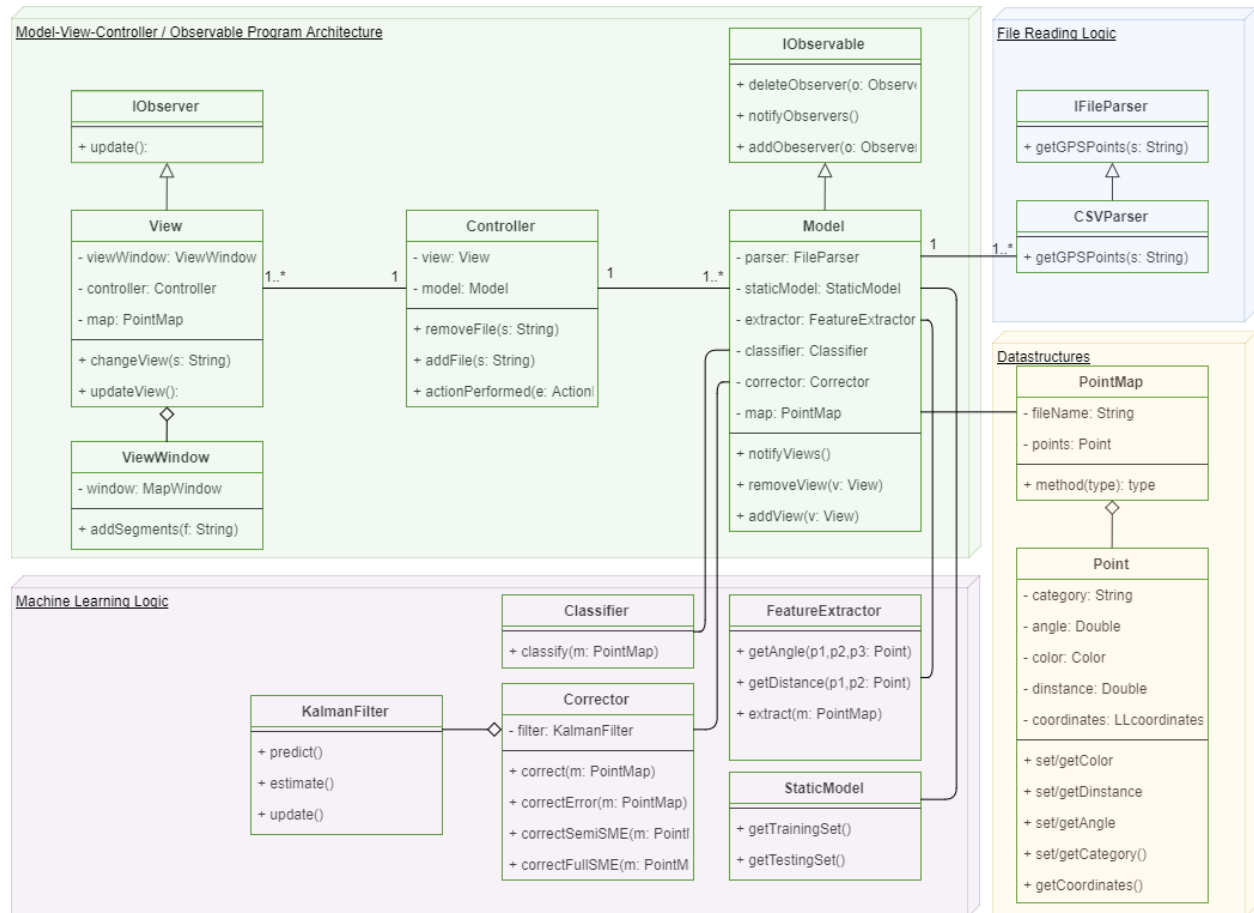 Model-View-Controller / Observable Program Architecture
IObserver
+ update():
View
- viewWindow: ViewWindow
- controller: Controller
- map: PointMap
+ changeView(s: String)
+ updateView():
ViewWindow
- window: MapWindow
+ addSegments(f: String)
1..*
1
Controller
- view: View
- model: Model
+ removeFile(s: String)
+ addFile(s: String)
+ actionPerformed(e: Action
1
1..*
IObservable
+ deleteObserver(o: Observe
+ notifyObservers()
+ addObeserver(o: Observer
Model
- parser: FileParser
- staticModel: StaticModel
- extractor: FeatureExtractor
- classifier: Classifier
- corrector: Corrector
- map: PointMap
+ notifyViews()
+ removeView(v: View)
+ addView(v: View)
1
1..*
File Reading Logic
IFileParser
+ getGPSPoints(s: String)
CSVParser
+ getGPSPoints(s: String)
Datastructures
PointMap
- fileName: String
- points: Point
+ method(type): type
Point
- category: String
- angle: Double
- color: Color
- dinstance: Double
- coordinates: LLcoordinates
+ set/getColor
+ set/getDinstance
+ set/getAngle
+ set/getCategory()
+ getCoordinates()
Machine Learning Logic
Classifier
+ classify(m: PointMap)
KalmanFilter
+ predict()
+ estimate()
+ update()
Corrector
- filter: KalmanFilter
+ correct(m: PointMap)
+ correctError(m: PointMap)
+ correctSemiSME(m: Point
+ correctFullSME(m: PointM
FeatureExtractor
+ getAngle(p1,p2,p3: Point)
+ getDistance(p1,p2: Point)
+ extract(m: PointMap)
StaticModel
+ getTrainingSet()
+ getTestingSet()